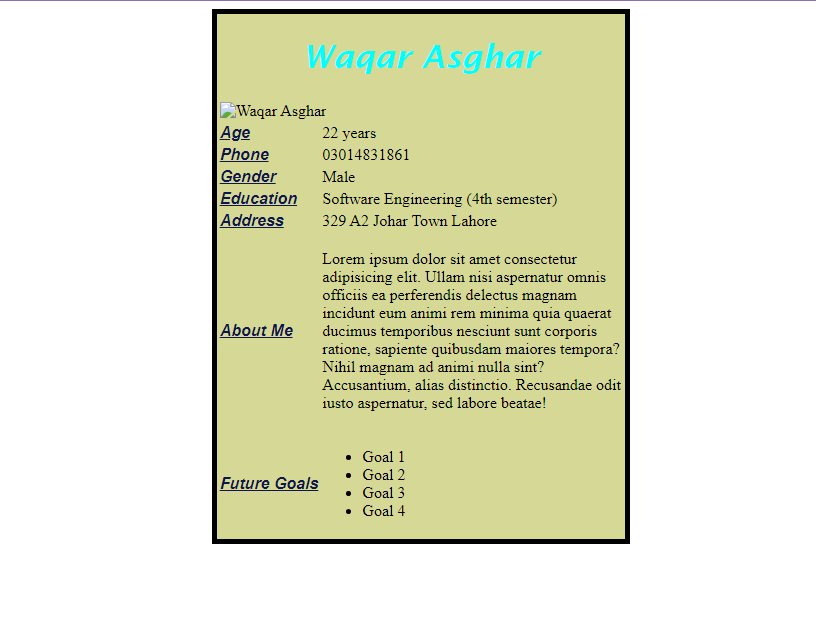 Waqar Asghar
Waqar Asghar
Age 22 years
Phone 03014831861
Gender Male
Education Software Engineering (4th semester)
Address 329 A2 Johar Town Lahore
About Me
Lorem ipsum dolor sit amet consectetur
adipisicing elit. Ullam nisi aspernatur omnis
officiis ea perferendis delectus magnam
incidunt eum animi rem minima quia quaerat
ducimus temporibus nesciunt sunt corporis
ratione, sapiente quibusdam maiores tempora?
Nihil magnam ad animi nulla sint?
Accusantium, alias distinctio. Recusandae odit
iusto aspernatur, sed labore beatae!
Future Goals
• Goal 1
• Goal 2
• Goal 3
• Goal 4